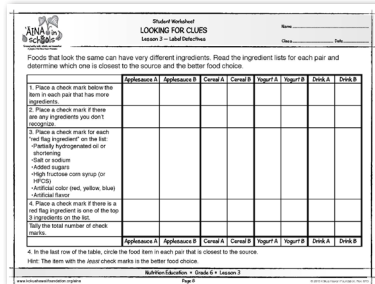 'AINA in
SCHOOLS
Student Worksheet
LOOKING FOR CLUES
Lesson 3 — Label Detectives
Name
Class
Date
Foods that look the same can have very different ingredients. Read the ingredient lists for each pair and
determine which one is closest to the source and the better food choice.
Applesauce A Applesauce B Cereal A Cereal B Yogurt A Yogurt B Drink A Drink B
1. Place a check mark below the
item in each pair that has more
ingredients.
2. Place a check mark if there
are any ingredients you don't
recognize.
3. Place a check mark for each
"red flag ingredient" on the list:
•Partially hydrogenated oil or
shortening
•Salt or sodium
•Added sugars
•High fructose corn syrup (or
HFCS)
•Artificial color (red, yellow, blue)
•Artificial flavor
4. Place a check mark if there is a
red flag ingredient is one of the top
3 ingredients on the list.
Tally the total number of check
marks.
Applesauce A Applesauce B Cereal A Cereal B Yogurt A Yogurt B Drink A Drink B
4. In the last row of the table, circle the food item in each pair that is closest to the source.
Hint: The item with the least check marks is the better food choice.
Nutrition Education • Grade 6 • Lesson 3
Page 8